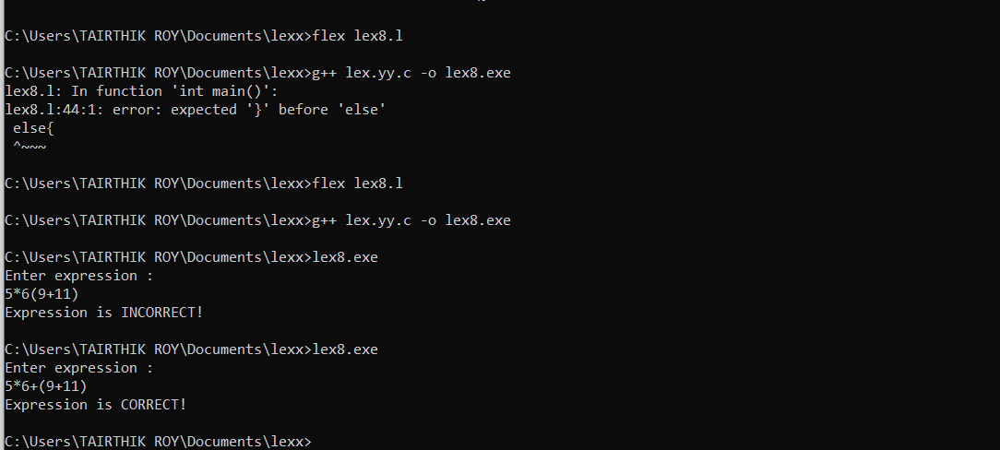 C:\Users\TAIRTHIK ROY\Documents\lexx>flex lex8.l
C:\Users\TAIRTHIK ROY\Documents\lexx>g++ lex.yy.c -o lex8.exe
lex8.l: In function 'int main()':
lex8.l:44:1: error: expected '}' before 'else'
 else{
 ^~~~
C:\Users\TAIRTHIK ROY\Documents\lexx>flex lex8.l
C:\Users\TAIRTHIK ROY\Documents\lexx>g++ lex.yy.c -o lex8.exe
C:\Users\TAIRTHIK ROY\Documents\lexx>lex8.exe
Enter expression :
5*6(9+11)
Expression is INCORRECT!
C:\Users\TAIRTHIK ROY\Documents\lexx>lex8.exe
Enter expression :
5*6+(9+11)
Expression is CORRECT!
C:\Users\TAIRTHIK ROY\Documents\lexx>